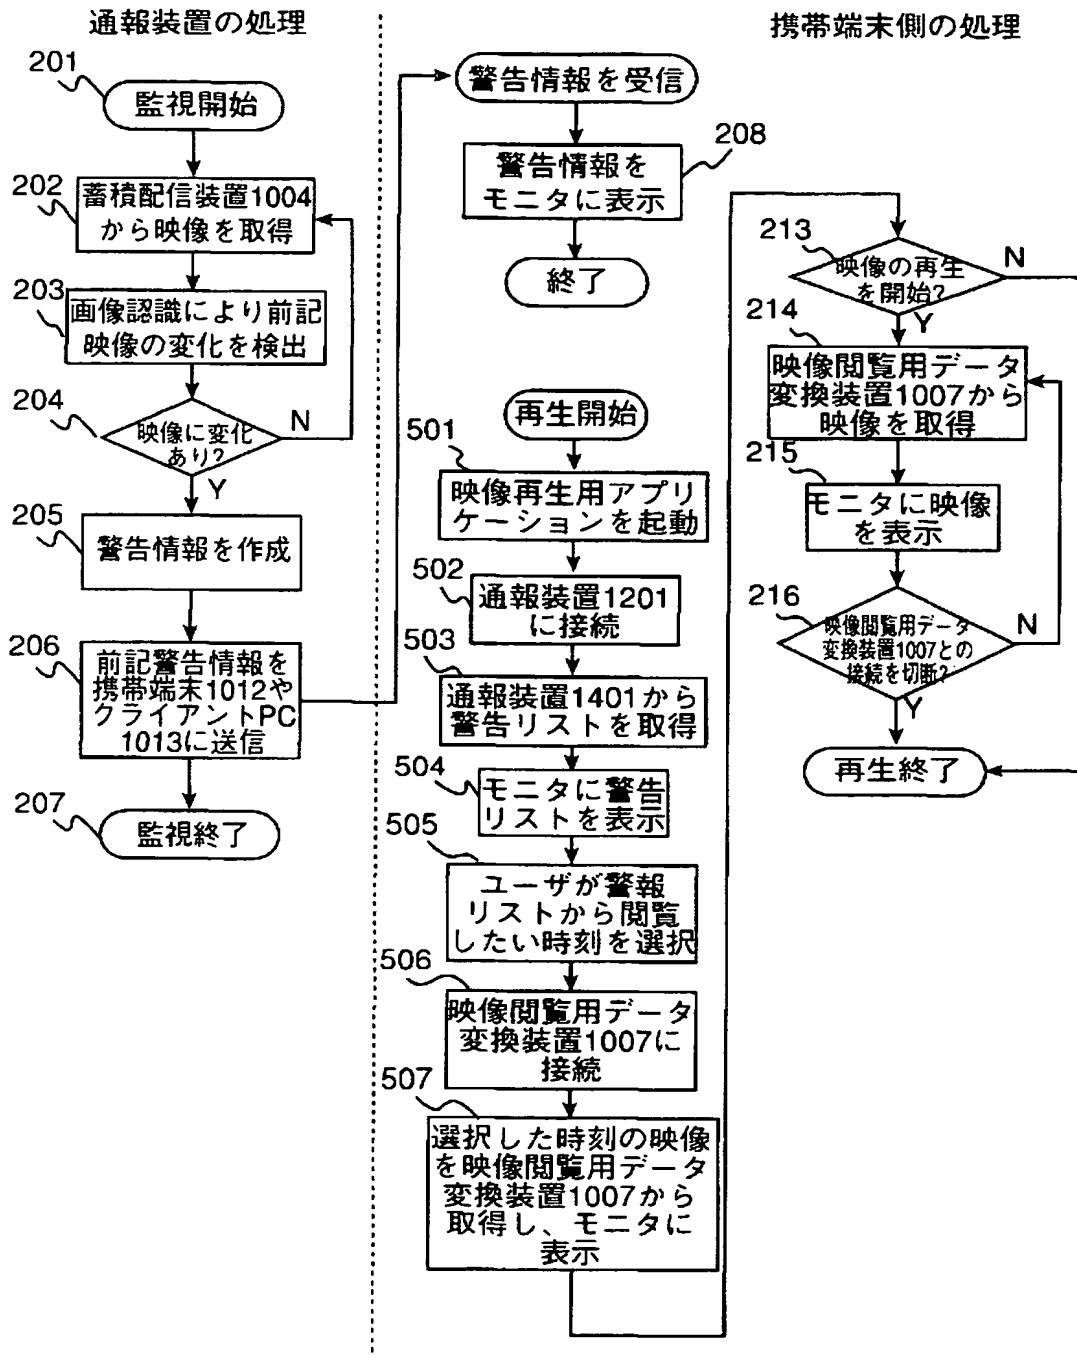 通報装置の処理
201
監視開始
202
蓄積配信装置1004
から映像を取得
203
画像認識により前記
映像の変化を検出
204
映像に変化
あり?
N
Y
205
警告情報を作成
206
前記警告情報を
携帯端末1012や
クライアントPC
1013に送信
207
監視終了
携帯端末側の処理
警告情報を受信
208
警告情報を
モニタに表示
終了
再生開始
501
映像再生用アプリ
ケーションを起動
502
通報装置1201
に接続
503
通報装置1401から
警告リストを取得
504
モニタに警告
リストを表示
505
ユーザが警報
リストから閲覧
したい時刻を選択
506
映像閲覧用データ
変換装置1007に
接続
507
選択した時刻の映像
を映像閲覧用データ
変換装置1007から
取得し、モニタに
表示
213
映像の再生
を開始?
N
Y
214
映像閲覧用データ
変換装置1007から
映像を取得
215
モニタに映像
を表示
216
映像閲覧用データ
変換装置1007との
接続を切断?
N
Y
再生終了